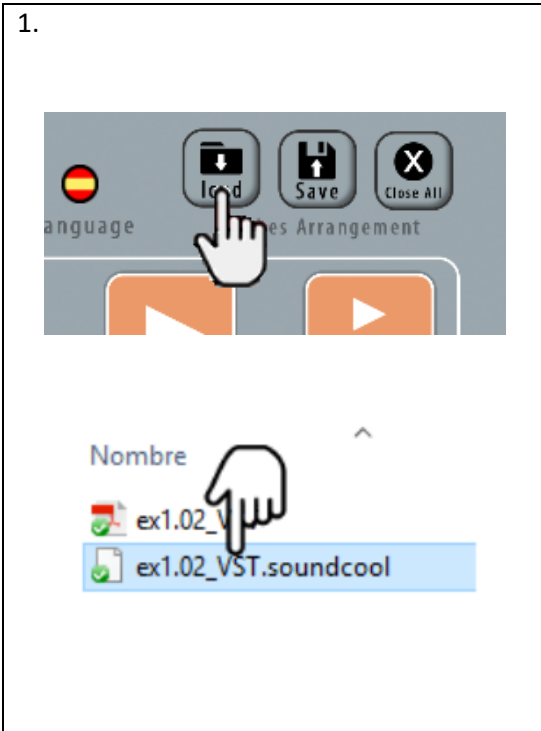 1.
load Save Close All
anguage es Arrangement
Nombre
ex1.02_V
ex1.02_VST.soundcool